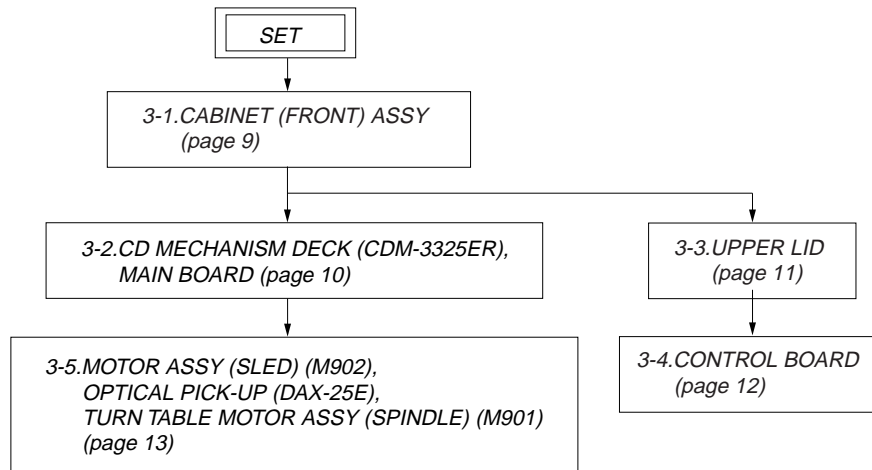 SET
3-1.CABINET (FRONT) ASSY
(page 9)
3-2.CD MECHANISM DECK (CDM-3325ER),
MAIN BOARD (page 10)
3-3.UPPER LID
(page 11)
3-5.MOTOR ASSY (SLED) (M902),
OPTICAL PICK-UP (DAX-25E),
TURN TABLE MOTOR ASSY (SPINDLE) (M901)
(page 13)
3-4.CONTROL BOARD
(page 12)